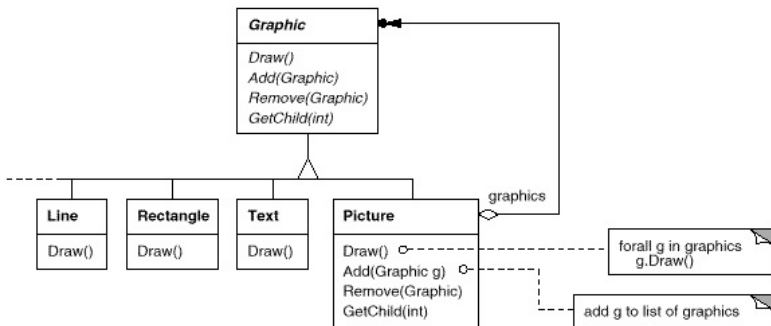 Graphic
Draw()
Add(Graphic)
Remove(Graphic)
GetChild(int)
graphics
Line
Draw()
Rectangle
Draw()
Text
Draw()
Picture
Draw()
Add(Graphic g)
Remove(Graphic)
GetChild(int)
forall g in graphics
g.Draw()
add g to list of graphics